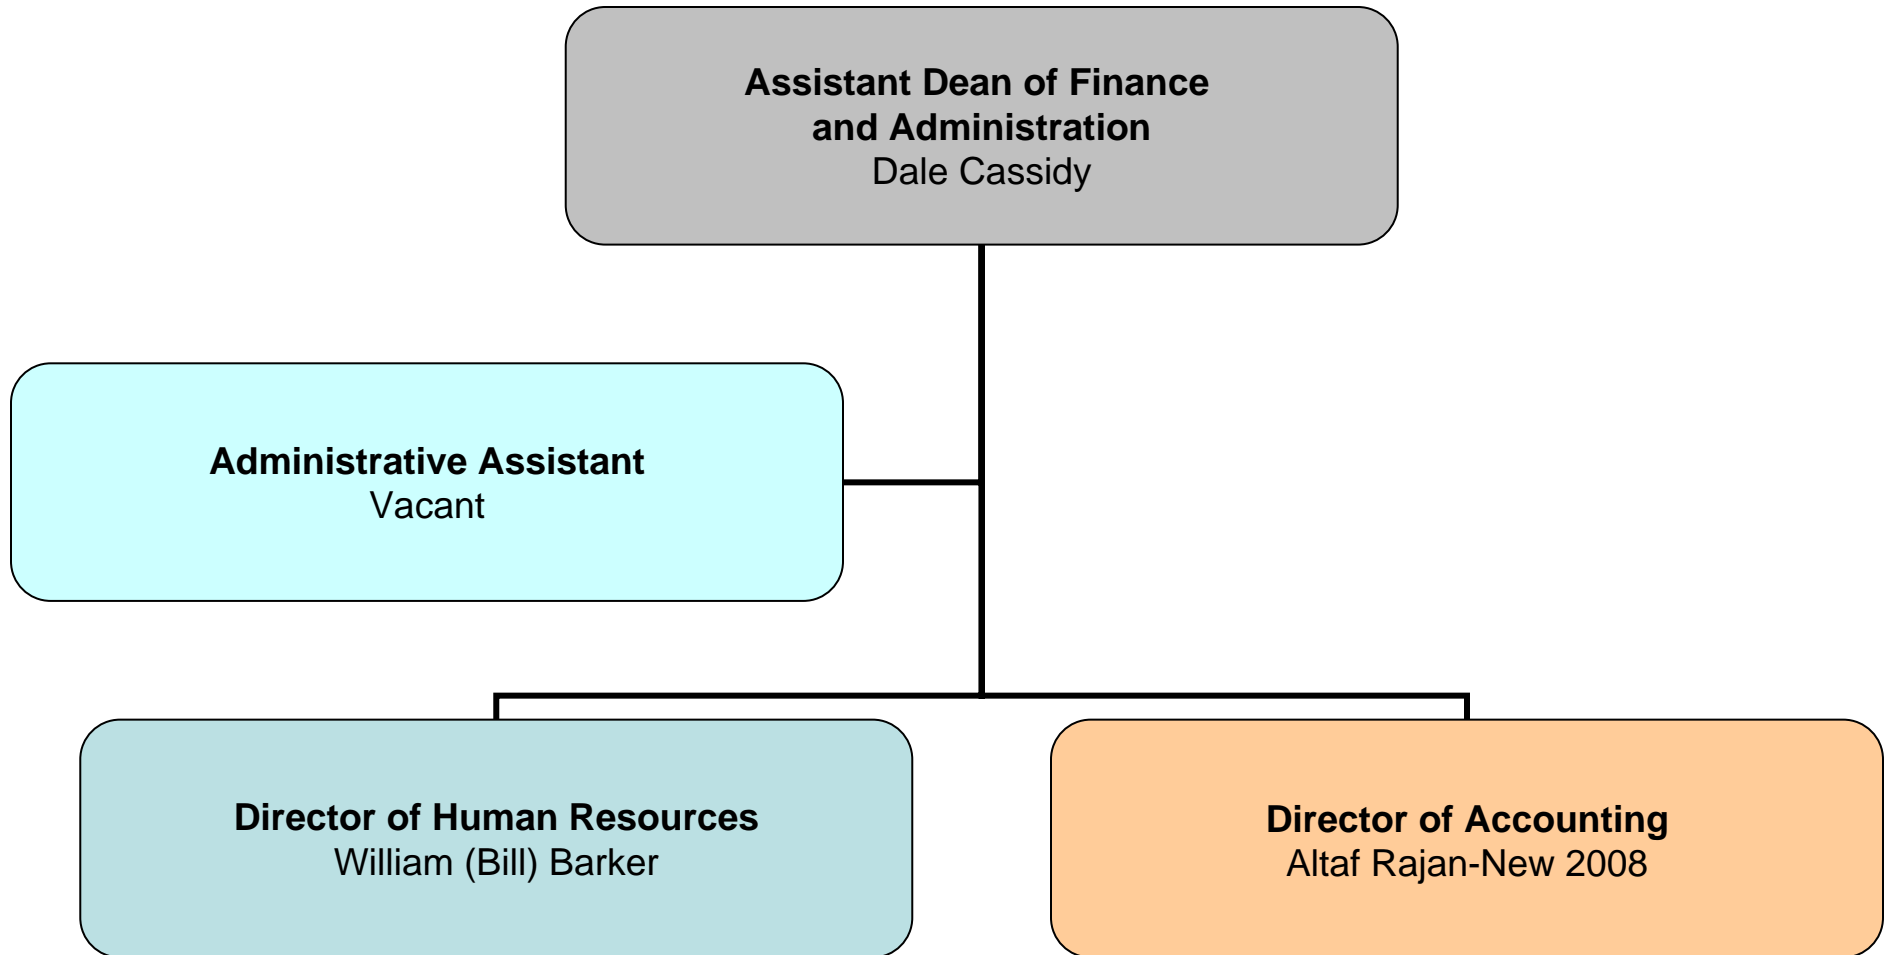 Assistant Dean of Finance
and Administration
Dale Cassidy
Administrative Assistant
Vacant
Director of Human Resources
William (Bill) Barker
Director of Accounting
Altaf Rajan-New 2008